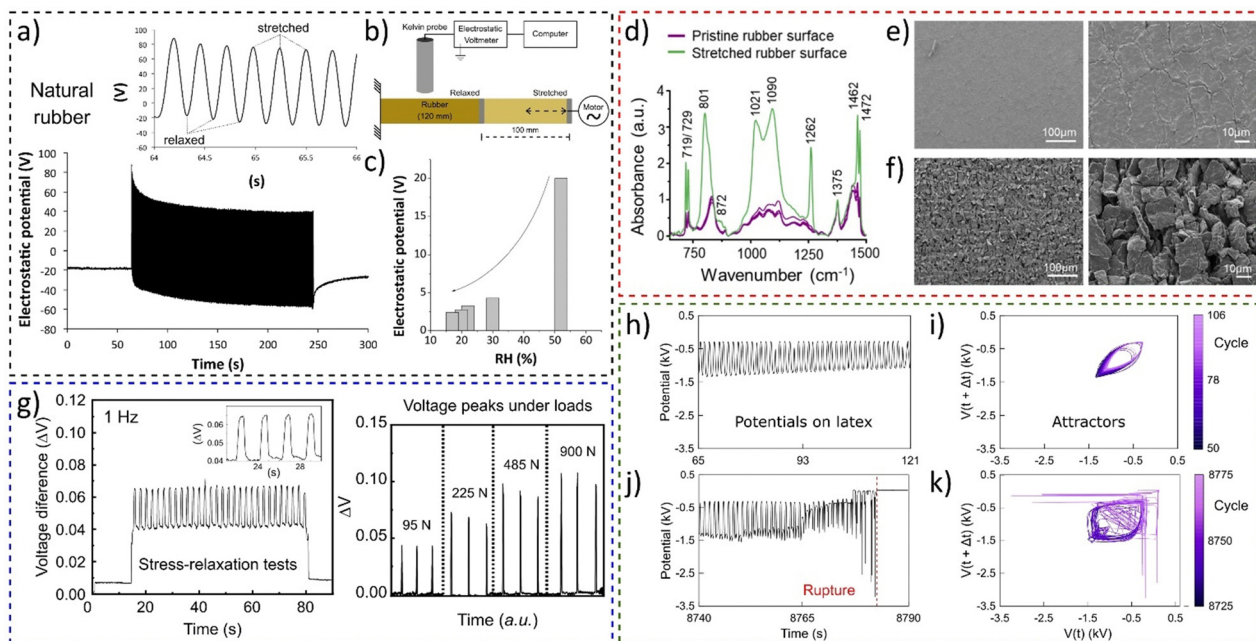 a)
Natural
rubber
stretched
relaxed
(V)
100
80
60
40
20
0
-20
-40
-60
64
64.5
65
65.5
66
(s)
Electrostatic potential (V)
100
80
60
40
20
0
-20
-40
-60
-80
0
50
100
150
200
250
300
Time (s)
b)
Kelvin probe
Electrostatic
Voltmeter
Computer
Relaxed
Stretched
Rubber
(120 mm)
Motor
100 mm
c)
Electrostatic potential (V)
20
15
10
5
0
10
20
30
40
50
60
RH (%)
d)
Pristine rubber surface
Stretched rubber surface
Absorbance (a.u.)
4
3
2
1
0
719/ 729
801
872
1021
1090
1262
1375
1462
1472
750
1000
1250
1500
Wavenumber (cm-1)
e)
100µm
10µm
f)
100µm
10µm
g)
1 Hz
Voltage diference (ΔV)
0.12
0.10
0.08
0.06
0.04
0.02
0.00
(ΔV)
0.06
0.05
0.04
24
28
(s)
Stress-relaxation tests
0
20
40
60
80
Time (s)
Voltage peaks under loads
ΔV
0.15
0.10
0.05
0.00
95 N
225 N
485 N
900 N
Time (a.u.)
h)
Potential (kV)
0.5
-0.5
-1.5
-2.5
-3.5
Potentials on latex
65
93
121
i)
V(t + Δt) (kV)
0.5
-0.5
-1.5
-2.5
-3.5
Attractors
106
Cycle
78
50
j)
Potential (kV)
0.5
-0.5
-1.5
-2.5
-3.5
Rupture
8740
8765
8790
Time (s)
k)
V(t + Δt) (kV)
0.5
-0.5
-1.5
-2.5
-3.5
-3.5
-2.5
-1.5
-0.5
0.5
V(t) (kV)
8775
Cycle
8750
8725